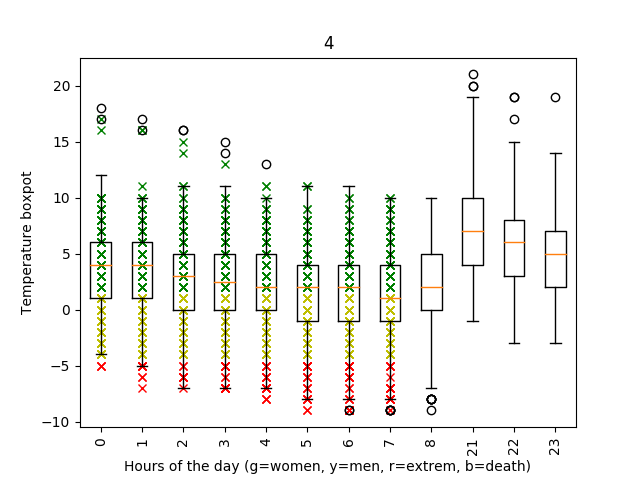 4
Temperature boxpot
20
15
10
5
0
−5
−10
0 1 2 3 4 5 6 7 8 21 22 23
Hours of the day (g=women, y=men, r=extrem, b=death)